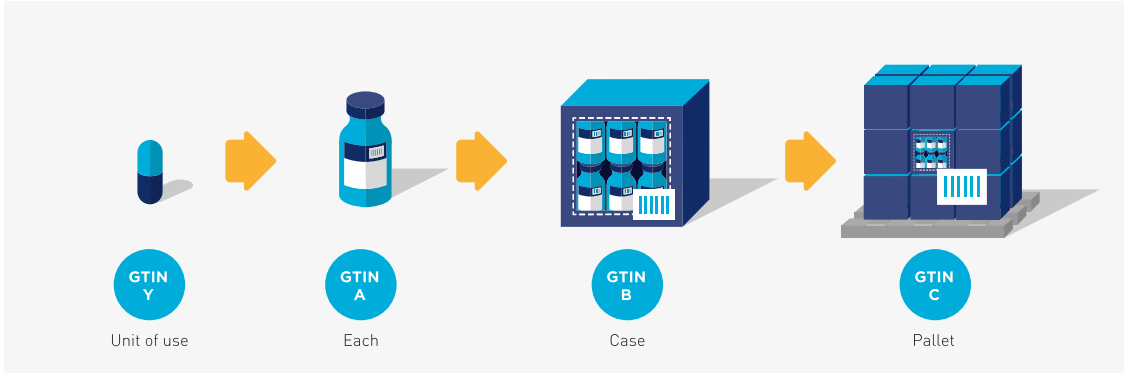 GTIN
Y
GTIN
A
GTIN
B
GTIN
C
Unit of use
Each
Case
Pallet